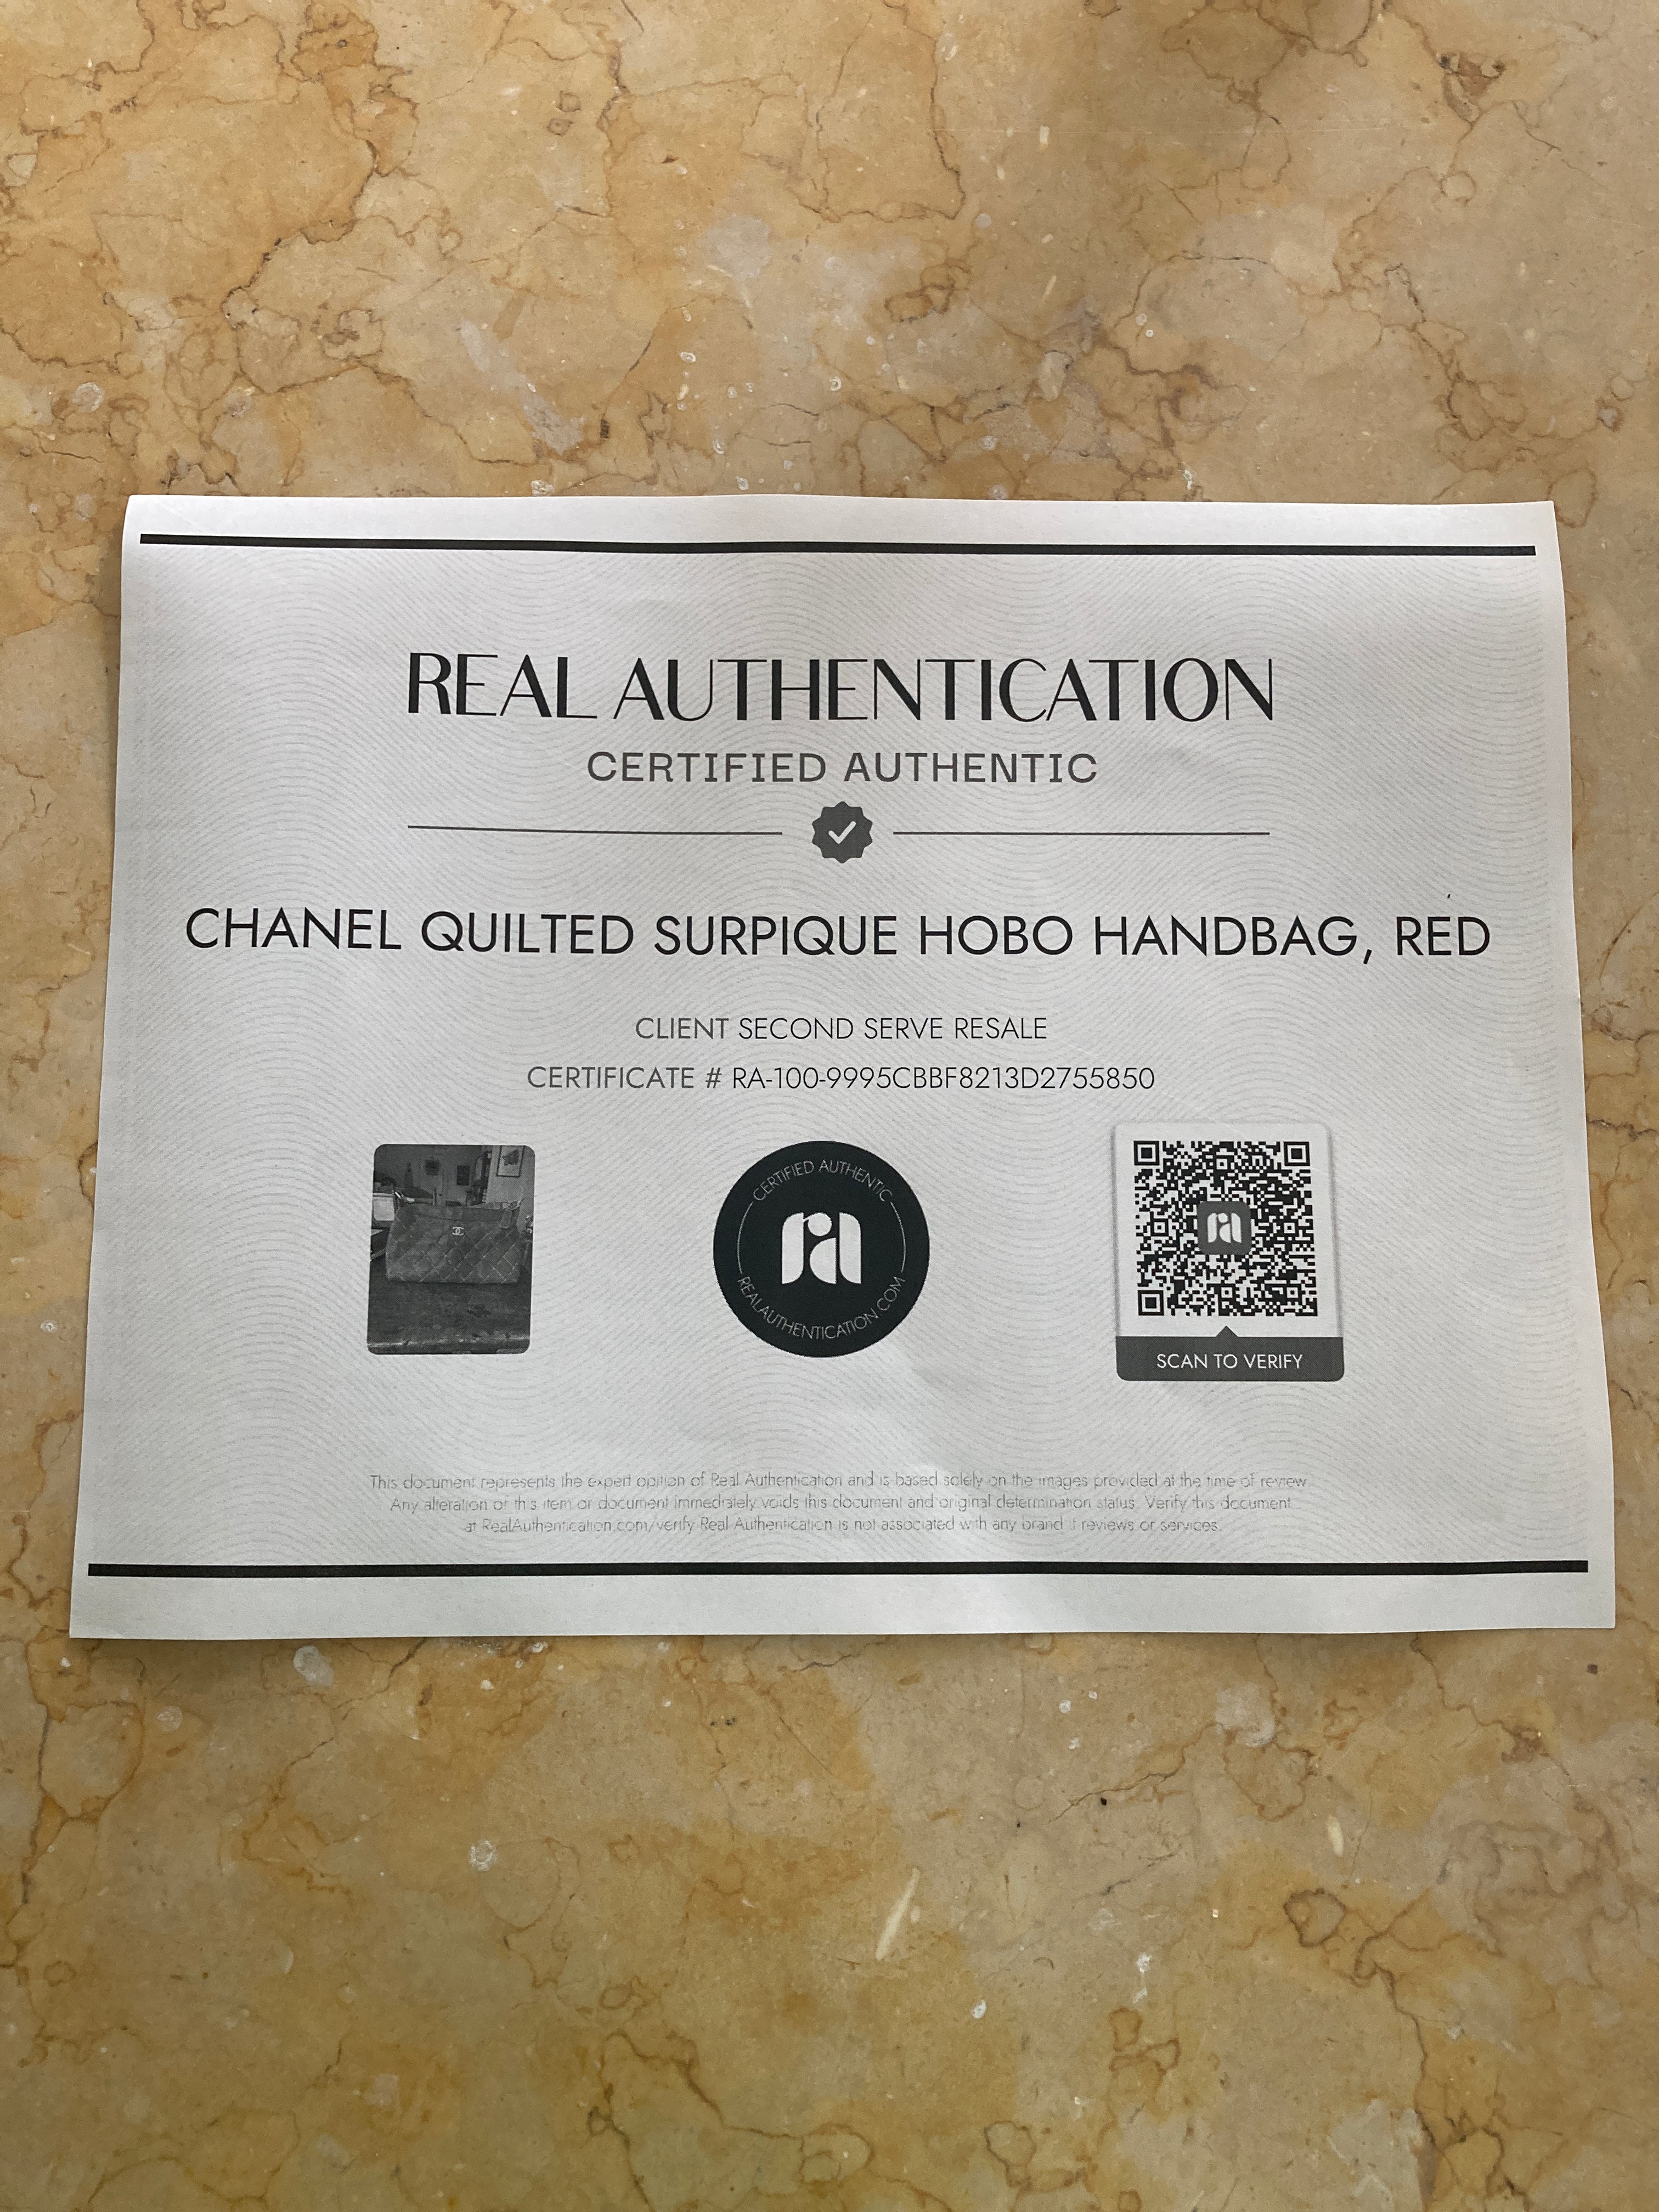 REAL AUTHENTICATION
CERTIFIED AUTHENTIC
CHANEL QUILTED SURPIQUE HOBO HANDBAG, RED
CLIENT SECOND SERVE RESALE
CERTIFICATE # RA-100-9995CBBF8213D2755850
CERTIFIED AUTHENTIC
ra
REALAUTHENTICATION.COM
ra
SCAN TO VERIFY
This document represents the expert opinion of Real Authentication and is based solely on the images provided at the time of review
Any alteration of this item or document immediately voids this document and original determination status. Verify this document
at RealAuthentication.com/verify Real Authentication is not associated with any brand it reviews or services.